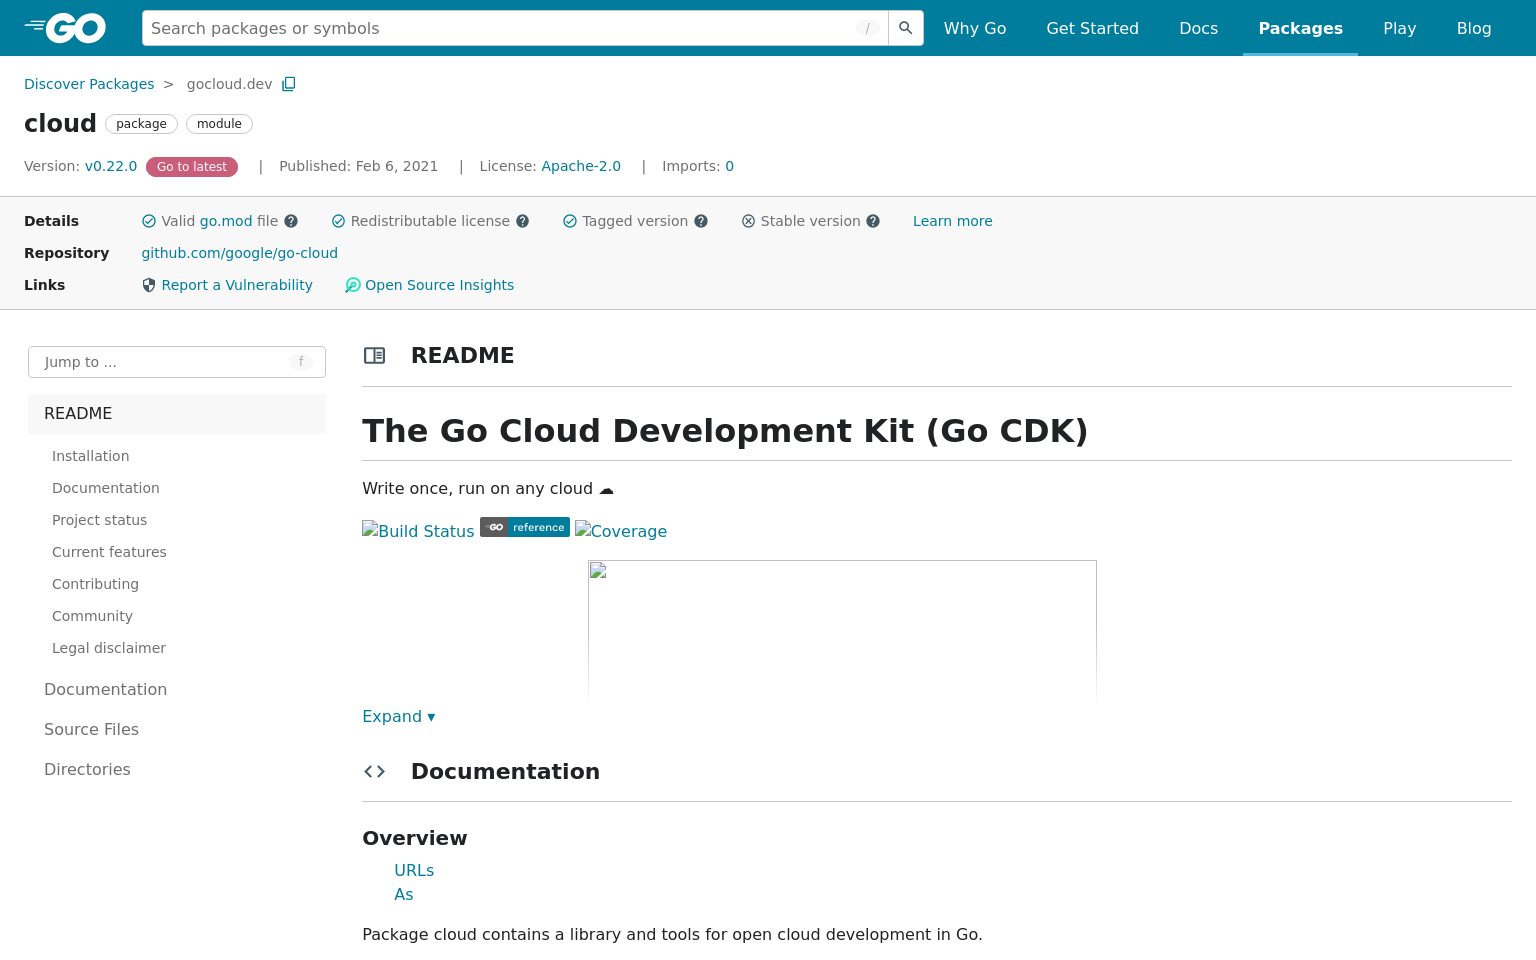 GO Search packages or symbols / Why Go Get Started Docs Packages Play Blog
Discover Packages > gocloud.dev
cloud package module
Version: v0.22.0 Go to latest | Published: Feb 6, 2021 | License: Apache-2.0 | Imports: 0
Details Valid go.mod file Redistributable license Tagged version Stable version Learn more
Repository github.com/google/go-cloud
Links Report a Vulnerability Open Source Insights
Jump to ... f
README
Installation
Documentation
Project status
Current features
Contributing
Community
Legal disclaimer
Documentation
Source Files
Directories
README
The Go Cloud Development Kit (Go CDK)
Write once, run on any cloud ☁
Build Status GO reference Coverage
Expand ▾
Documentation
Overview
URLs
As
Package cloud contains a library and tools for open cloud development in Go.